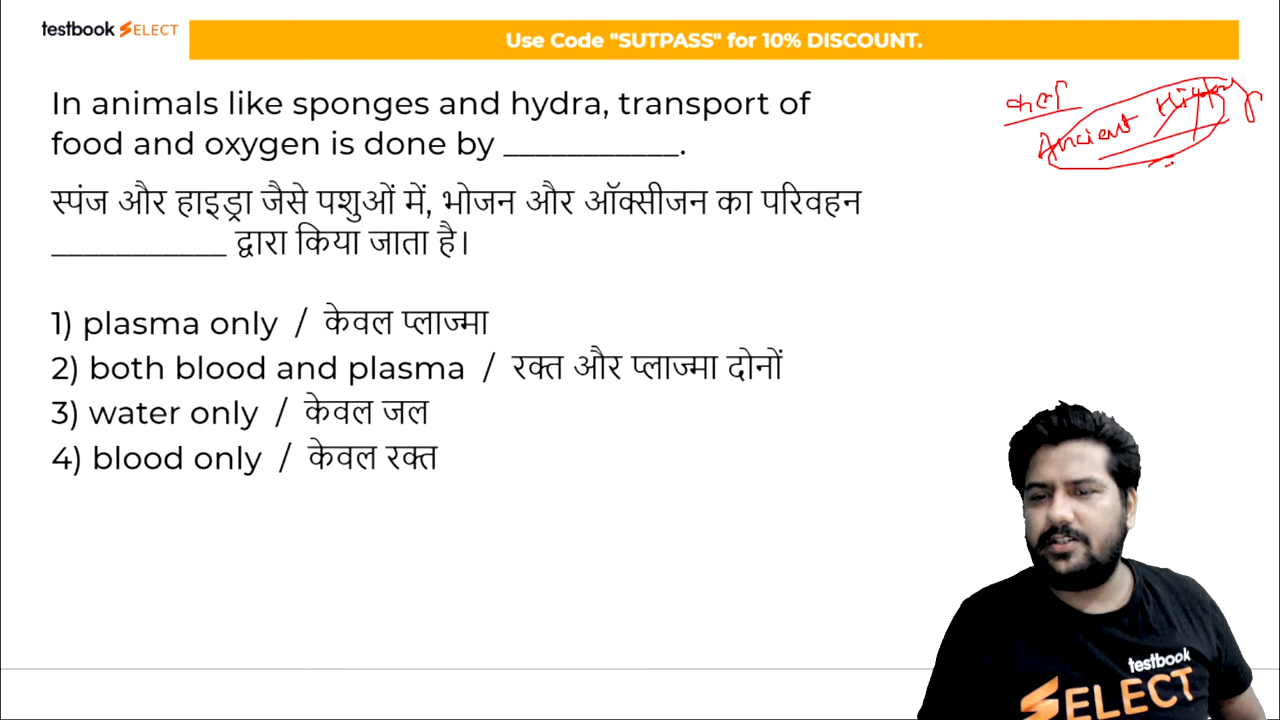 testbook SELECT
Use Code "SUTPASS" for 10% DISCOUNT.
In animals like sponges and hydra, transport of
food and oxygen is done by ___________.
स्पंज और हाइड्रा जैसे पशुओं में, भोजन और ऑक्सीजन का परिवहन
___________ द्वारा किया जाता है।
1) plasma only / केवल प्लाज्मा
2) both blood and plasma / रक्त और प्लाज्मा दोनों
3) water only / केवल जल
4) blood only / केवल रक्त
Ancient History
testbook
SELECT